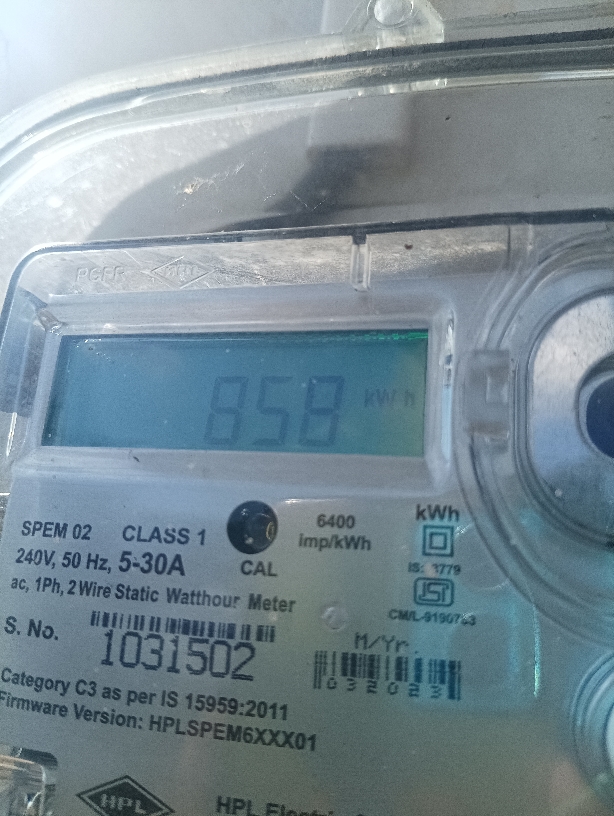 HPL
858 kWh
SPEM 02 CLASS 1
240V, 50 Hz, 5-30A
ac, 1Ph, 2 Wire Static Watthour Meter
CAL
6400
imp/kWh
kWh
S. No.
1031502
M/Yr.
032023
Category C3 as per IS 15959:2011
Firmware Version: HPLSPEM6XXX01
HPL
HPL